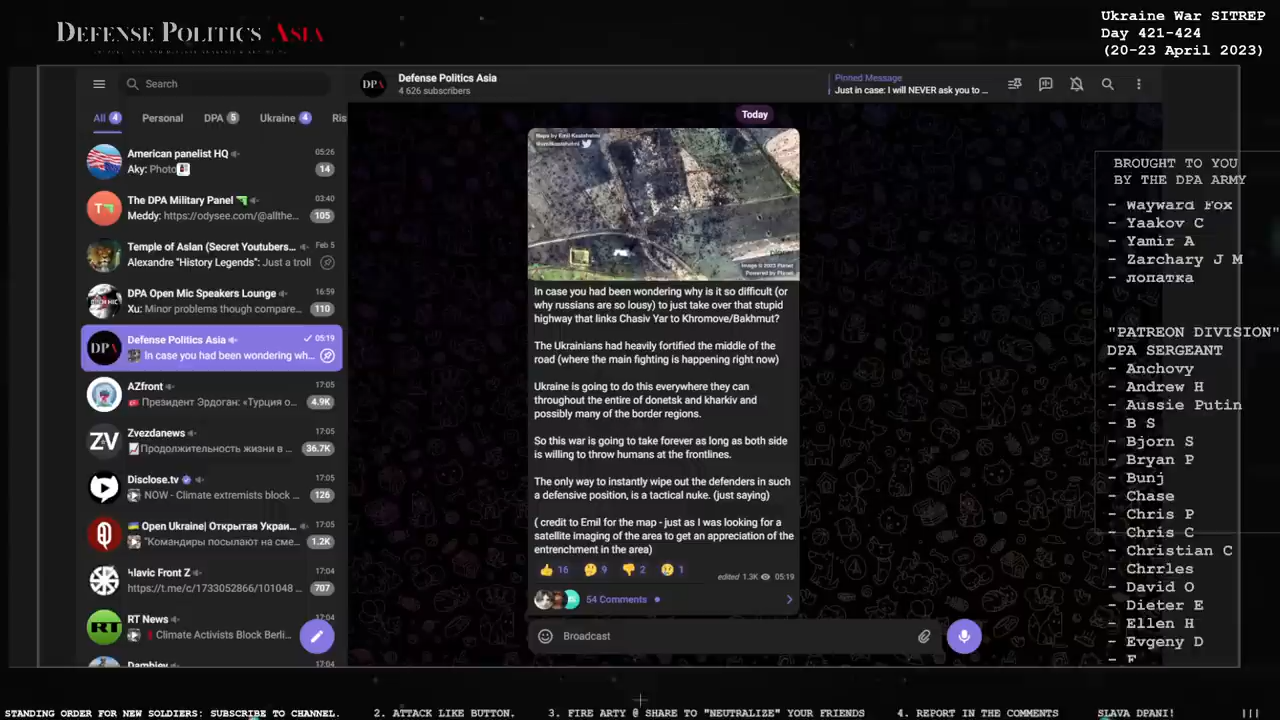 DEFENSE POLITICS ASIA
Ukraine War SITREP
Day 421-424
(20-23 April 2023)
Search
All 4
Personal
DPA 5
Ukraine 4
Ris
American panelist HQ
05:26
Aky: Photo
14
The DPA Military Panel
03:40
Meddy: https://odysee.com/@allthe...
105
Temple of Aslan (Secret Youtubers...
Feb 5
Alexandre "History Legends": Just a troll
DPA Open Mic Speakers Lounge
16:59
Xu: Minor problems though compare...
110
Defense Politics Asia
05:19
In case you had been wondering wh...
AZfront
17:05
Президент Эрдоган: «Турция о...
4.9K
Zvezdanews
17:05
Продолжительность жизни в ...
36.7K
Disclose.tv
17:05
NOW - Climate extremists block ...
126
Open Ukraine| Открытая Украи...
17:05
"Командиры посылают на сме...
1.2K
Slavic Front Z
17:04
https://t.me/c/1733052866/101048 ...
707
RT News
17:04
Climate Activists Block Berli...
Dambiev
17:04
Defense Politics Asia
4 626 subscribers
Pinned Message
Just in case: I will NEVER ask you to ...
Today
Maps by Emil Kastehelmi
@emilkastehelmi
Image © 2023 Planet
Powered by Planet
In case you had been wondering why is it so difficult (or
why russians are so lousy) to just take over that stupid
highway that links Chasiv Yar to Khromove/Bakhmut?
The Ukrainians had heavily fortified the middle of the
road (where the main fighting is happening right now)
Ukraine is going to do this everywhere they can
throughout the entire of donetsk and kharkiv and
possibly many of the border regions.
So this war is going to take forever as long as both side
is willing to throw humans at the frontlines.
The only way to instantly wipe out the defenders in such
a defensive position, is a tactical nuke. (just saying)
( credit to Emil for the map - just as I was looking for a
satellite imaging of the area to get an appreciation of the
entrenchment in the area)
16
9
2
1
edited 1.3K 05:19
54 Comments
Broadcast
BROUGHT TO YOU
BY THE DPA ARMY
- Wayward Fox
- Yaakov C
- Yamir A
- Zarchary J M
- лопатка
"PATREON DIVISION"
DPA SERGEANT
- Anchovy
- Andrew H
- Aussie Putin
- B S
- Bjorn S
- Bryan P
- Bunj
- Chase
- Chris P
- Chris C
- Christian C
- Chrrles
- David O
- Dieter E
- Ellen H
- Evgeny D
- F
STANDING ORDER FOR NEW SOLDIERS: SUBSCRIBE TO CHANNEL. 2. ATTACK LIKE BUTTON. 3. FIRE ARTY @ SHARE TO "NEUTRALIZE" YOUR FRIENDS 4. REPORT IN THE COMMENTS SLAVA DPANI! |||